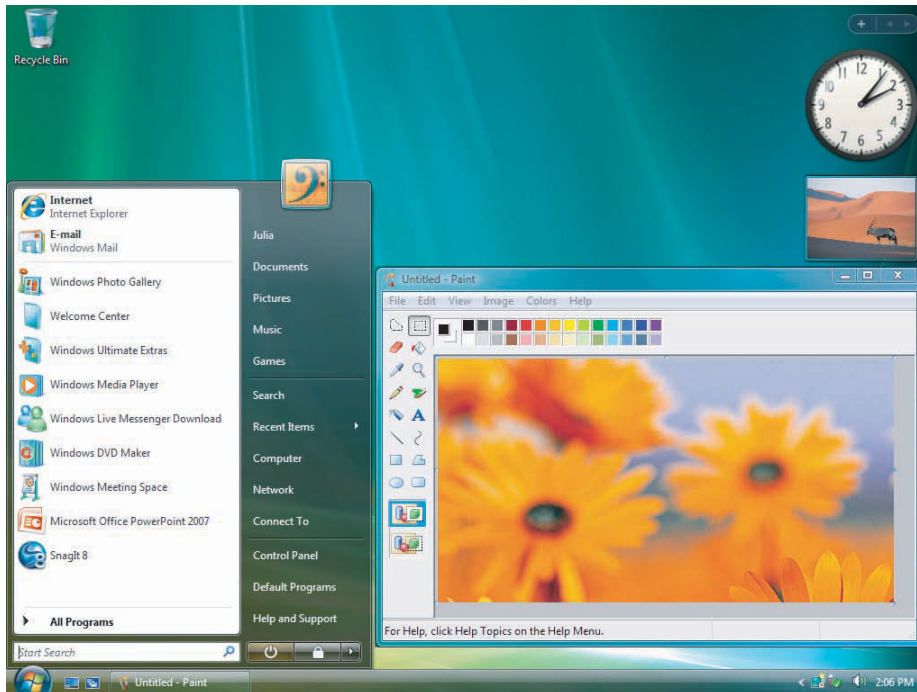 Recycle Bin
11 12 1
10 2
9 3
8 4
7 6 5
Internet
Internet Explorer
E-mail
Windows Mail
Windows Photo Gallery
Welcome Center
Windows Ultimate Extras
Windows Media Player
Windows Live Messenger Download
Windows DVD Maker
Windows Meeting Space
Microsoft Office PowerPoint 2007
SnagIt 8
All Programs
Start Search
Julia
Documents
Pictures
Music
Games
Search
Recent Items
Computer
Network
Connect To
Control Panel
Default Programs
Help and Support
Untitled - Paint
File Edit View Image Colors Help
A
For Help, click Help Topics on the Help Menu.
Untitled - Paint
2:06 PM